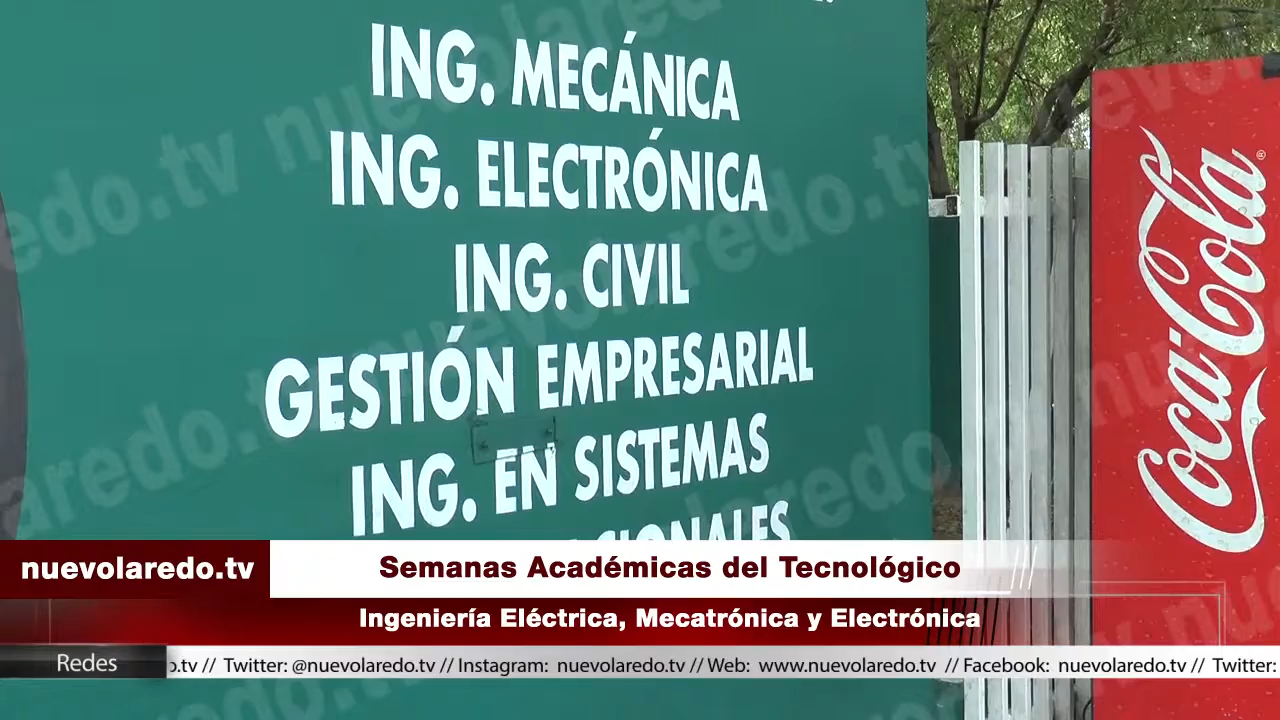 ING. MECÁNICA
ING. ELECTRÓNICA
ING. CIVIL
GESTIÓN EMPRESARIAL
ING. EN SISTEMAS
Coca-Cola
nuevolaredo.tv
Semanas Académicas del Tecnológico
Ingeniería Eléctrica, Mecatrónica y Electrónica
Redes
o.tv // Twitter: @nuevolaredo.tv // Instagram: nuevolaredo.tv // Web: www.nuevolaredo.tv // Facebook: nuevolaredo.tv // Twitter: